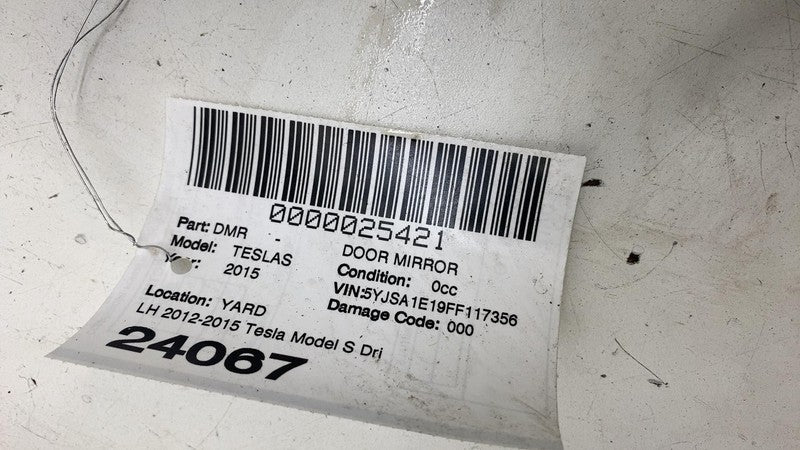 0000025421
Part: DMR - DOOR MIRROR
Model: TESLAS Condition: 0cc
2015 VIN:5YJSA1E19FF117356
Location: YARD Damage Code: 000
LH 2012-2015 Tesla Model S Dri
24067